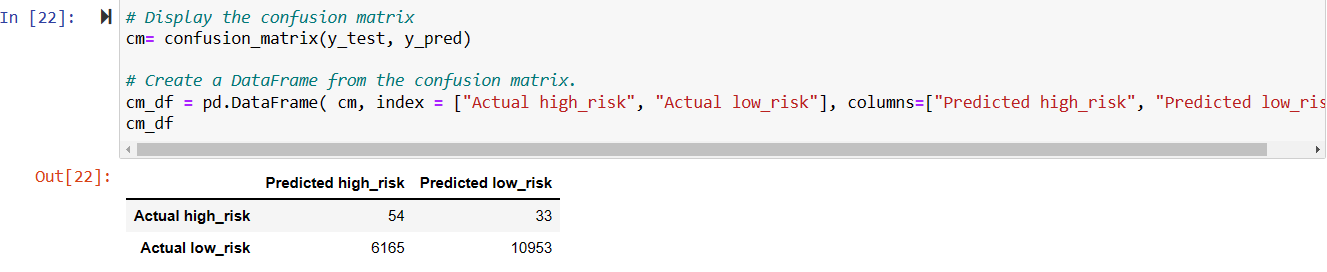 In [22]: # Display the confusion matrix
cm= confusion_matrix(y_test, y_pred)
# Create a DataFrame from the confusion matrix.
cm_df = pd.DataFrame( cm, index = ["Actual high_risk", "Actual low_risk"], columns=["Predicted high_risk", "Predicted low_ris
cm_df
Out[22]:
Predicted high_risk Predicted low_risk
Actual high_risk 54 33
Actual low_risk 6165 10953